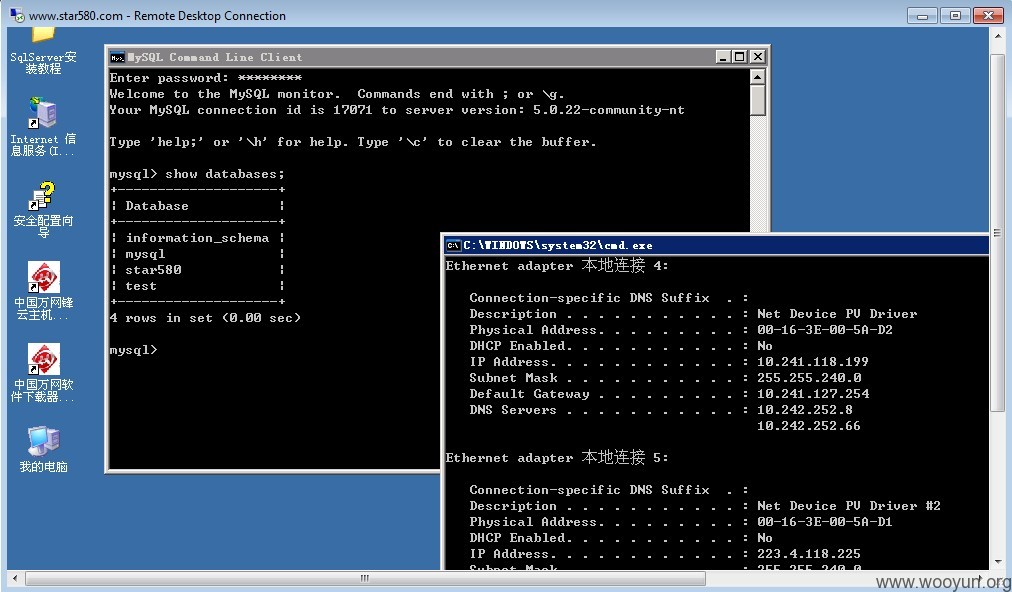 www.star580.com - Remote Desktop Connection
SqlServer安
装教程
Internet 信
息服务(I...
安全配置向
导
中国万网锋
云主机...
中国万网软
件下载器...
我的电脑
MySQL Command Line Client
Enter password: ********
Welcome to the MySQL monitor.  Commands end with ; or \g.
Your MySQL connection id is 17071 to server version: 5.0.22-community-nt
Type 'help;' or '\h' for help. Type '\c' to clear the buffer.
mysql> show databases;
+--------------------+
| Database           |
+--------------------+
| information_schema |
| mysql              |
| star580            |
| test               |
+--------------------+
4 rows in set (0.00 sec)
mysql>
C:\WINDOWS\system32\cmd.exe
Ethernet adapter 本地连接 4:
Connection-specific DNS Suffix  . :
Description . . . . . . . . . . . : Net Device PV Driver
Physical Address. . . . . . . . . : 00-16-3E-00-5A-D2
DHCP Enabled. . . . . . . . . . . : No
IP Address. . . . . . . . . . . . : 10.241.118.199
Subnet Mask . . . . . . . . . . . : 255.255.240.0
Default Gateway . . . . . . . . . : 10.241.127.254
DNS Servers . . . . . . . . . . . : 10.242.252.8
10.242.252.66
Ethernet adapter 本地连接 5:
Connection-specific DNS Suffix  . :
Description . . . . . . . . . . . : Net Device PV Driver #2
Physical Address. . . . . . . . . : 00-16-3E-00-5A-D1
DHCP Enabled. . . . . . . . . . . : No
IP Address. . . . . . . . . . . . : 223.4.118.225
Subnet Mask . . . . . . . . . . . : 255.255.240.0
www.wooyun.org